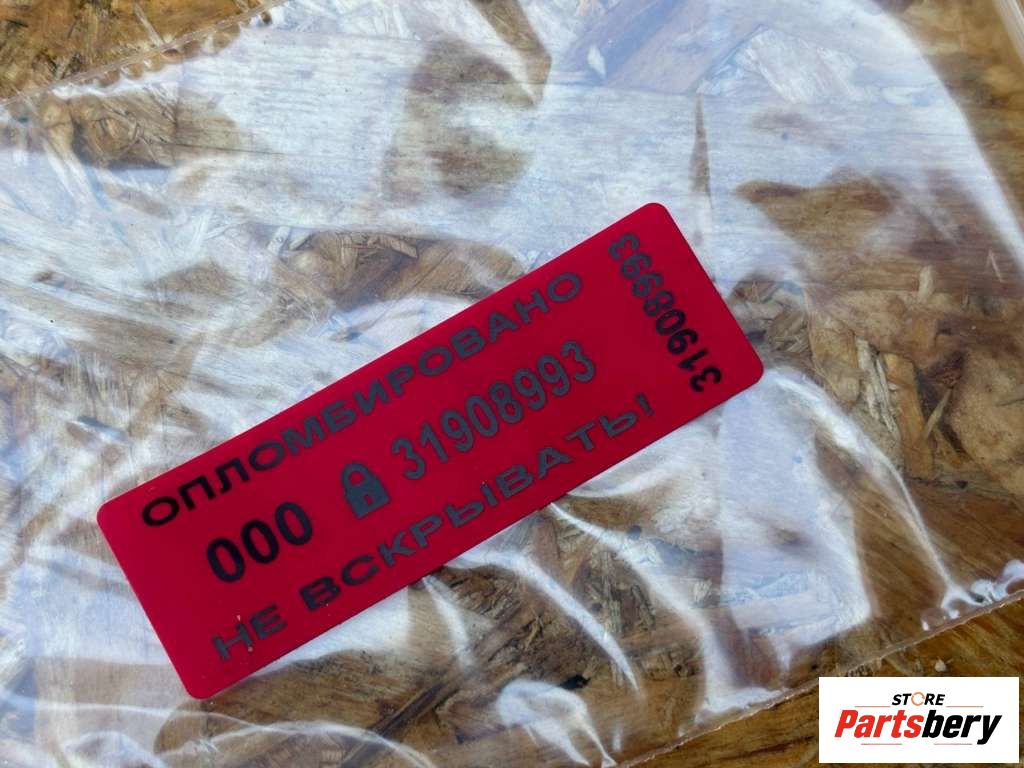 ОПЛОМБИРОВАНО
000 31908993
НЕ ВСКРЫВАТЬ!
31908993
STORE
Partsbery